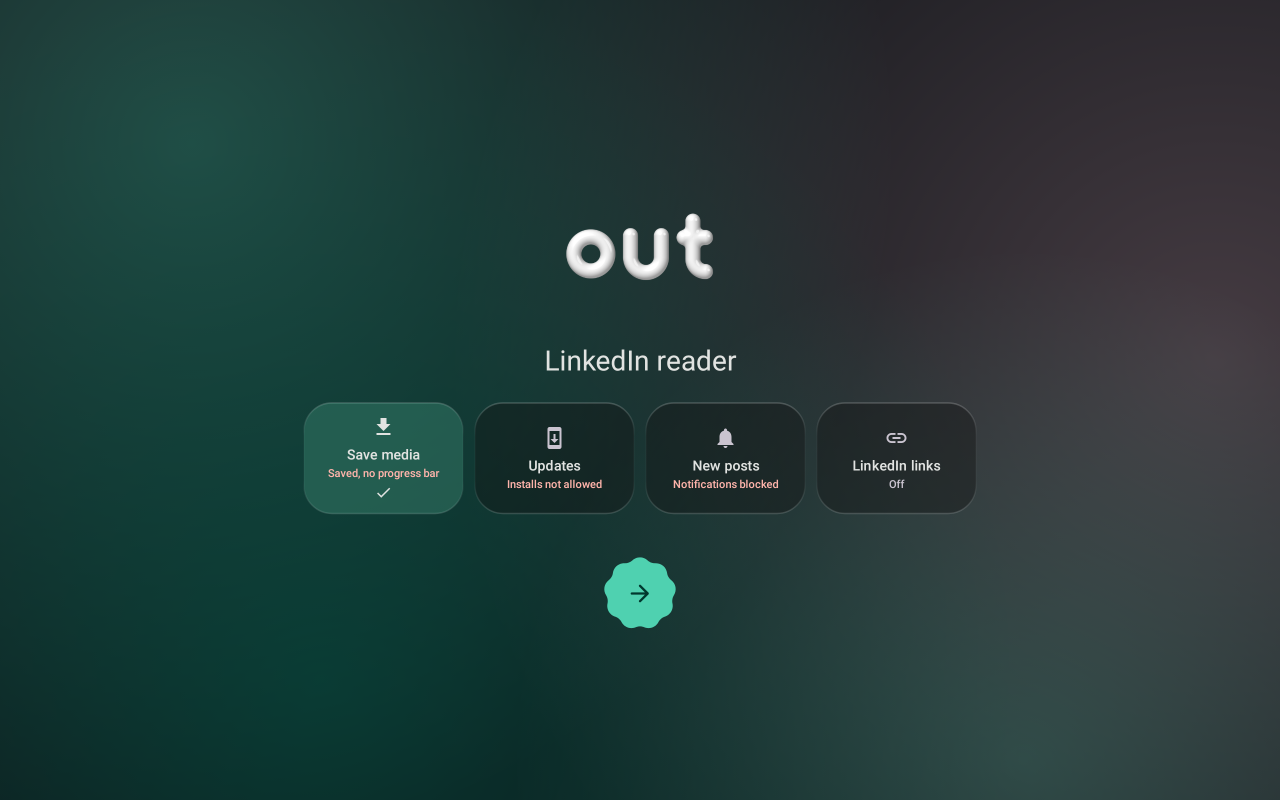 out
LinkedIn reader
Save media
Saved, no progress bar
Updates
Installs not allowed
New posts
Notifications blocked
LinkedIn links
Off